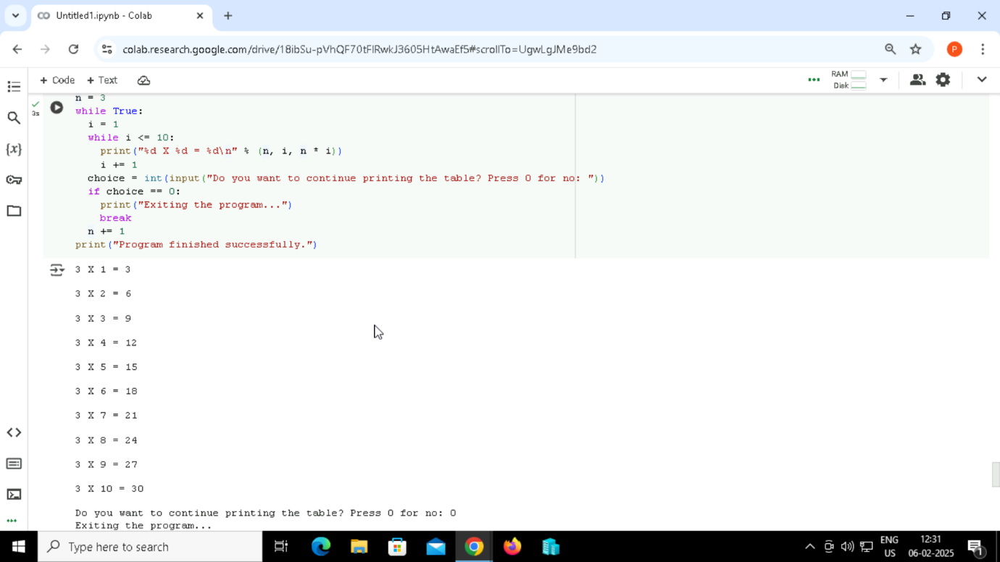 Untitled1.ipynb - Colab
colab.research.google.com/drive/18ibSu-pVhQF70tFlRwkJ3605HtAwaEf5#scrollTo=UgwLgJMe9bd2
P
+ Code + Text
RAM
Disk
3s
n = 3
while True:
  i = 1
  while i <= 10:
    print("%d X %d = %d\n" % (n, i, n * i))
    i += 1
  choice = int(input("Do you want to continue printing the table? Press 0 for no: "))
  if choice == 0:
    print("Exiting the program...")
    break
  n += 1
print("Program finished successfully.")
3 X 1 = 3
3 X 2 = 6
3 X 3 = 9
3 X 4 = 12
3 X 5 = 15
3 X 6 = 18
3 X 7 = 21
3 X 8 = 24
3 X 9 = 27
3 X 10 = 30
Do you want to continue printing the table? Press 0 for no: 0
Exiting the program...
Type here to search
ENG
US
12:31
06-02-2025
1